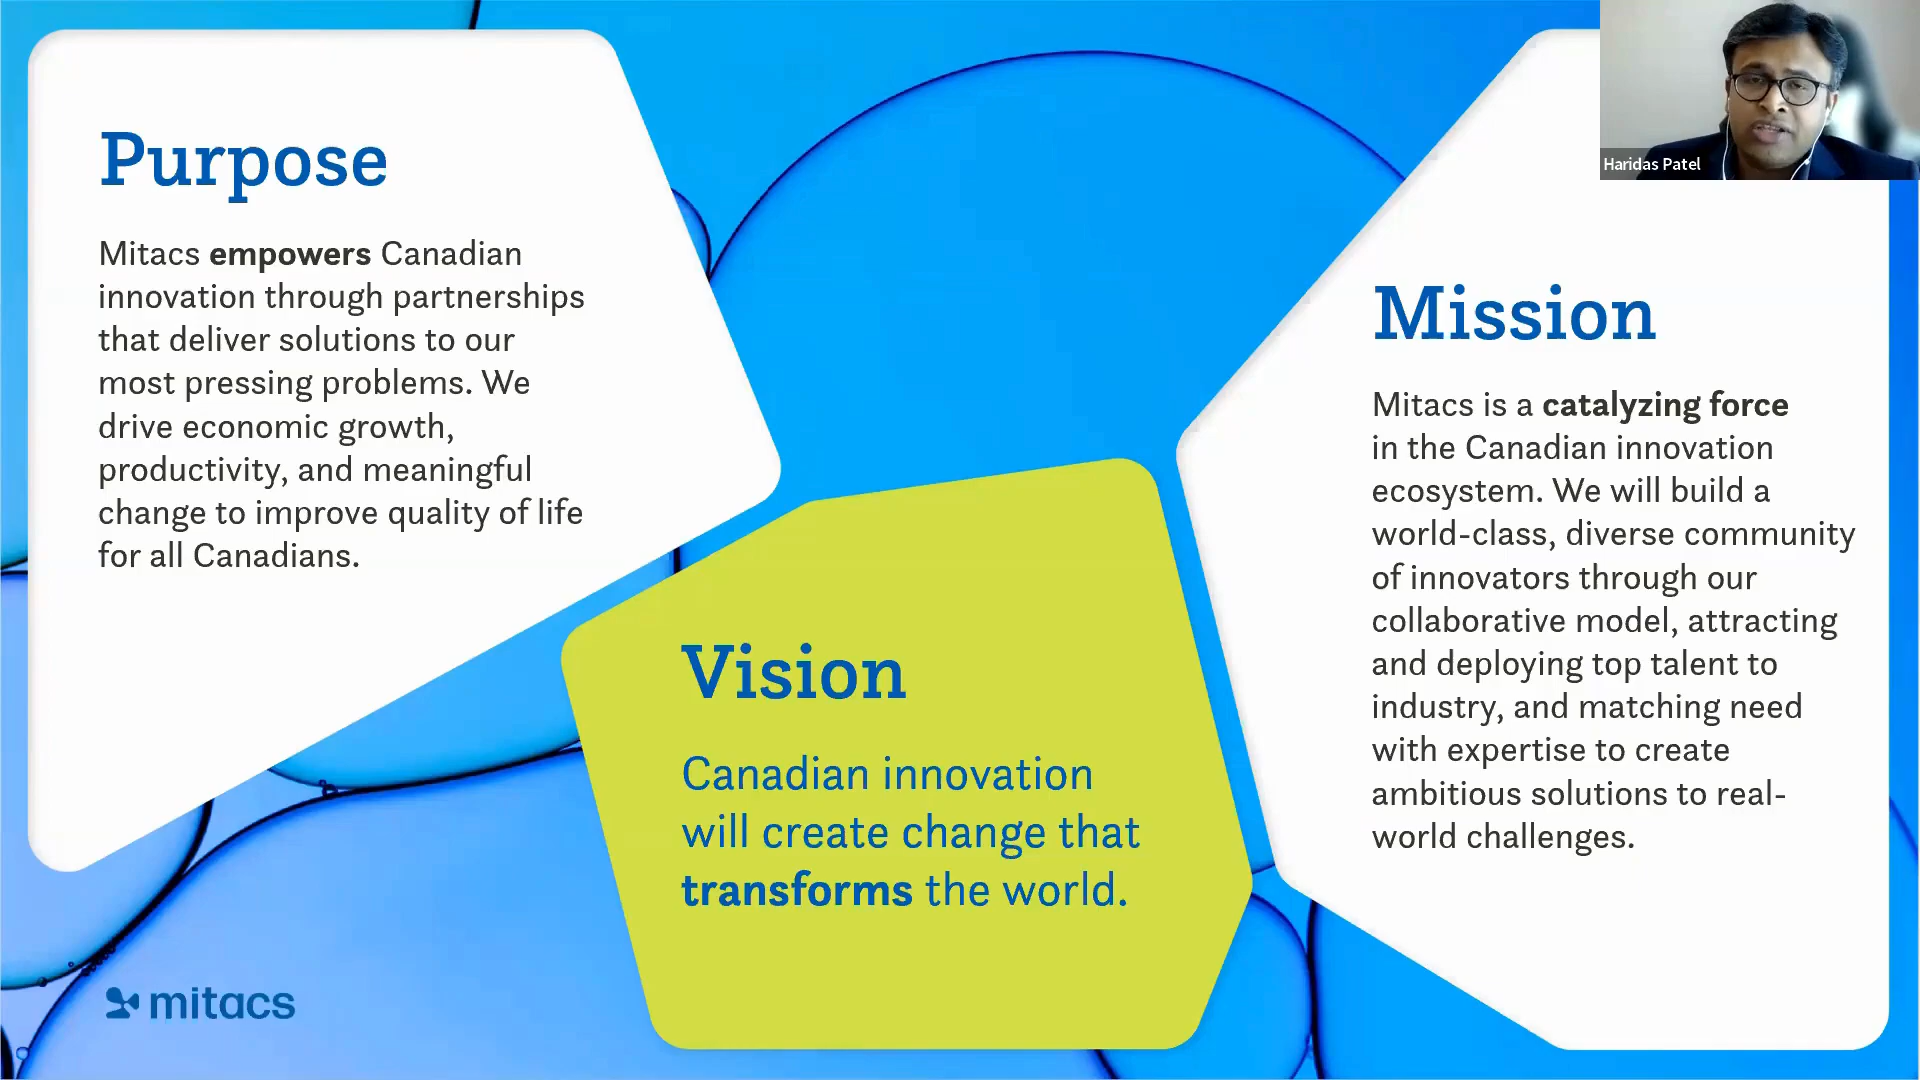 Purpose
Mitacs empowers Canadian
innovation through partnerships
that deliver solutions to our
most pressing problems. We
drive economic growth,
productivity, and meaningful
change to improve quality of life
for all Canadians.
Vision
Canadian innovation
will create change that
transforms the world.
Mission
Mitacs is a catalyzing force
in the Canadian innovation
ecosystem. We will build a
world-class, diverse community
of innovators through our
collaborative model, attracting
and deploying top talent to
industry, and matching need
with expertise to create
ambitious solutions to real-
world challenges.
Haridas Patel
mitacs